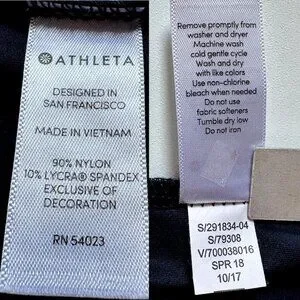 ATHLETA
DESIGNED IN
SAN FRANCISCO
MADE IN VIETNAM
90% NYLON
10% LYCRA® SPANDEX
EXCLUSIVE OF
DECORATION
RN 54023
Remove promptly from
washer and dryer
Machine wash
cold gentle cycle
Wash and dry
with like colors
Use non-chlorine
bleach when needed
Do not use
fabric softeners
Tumble dry low
Do not iron
S/291834-04
S/79308
V/700038016
SPR 18
10/17